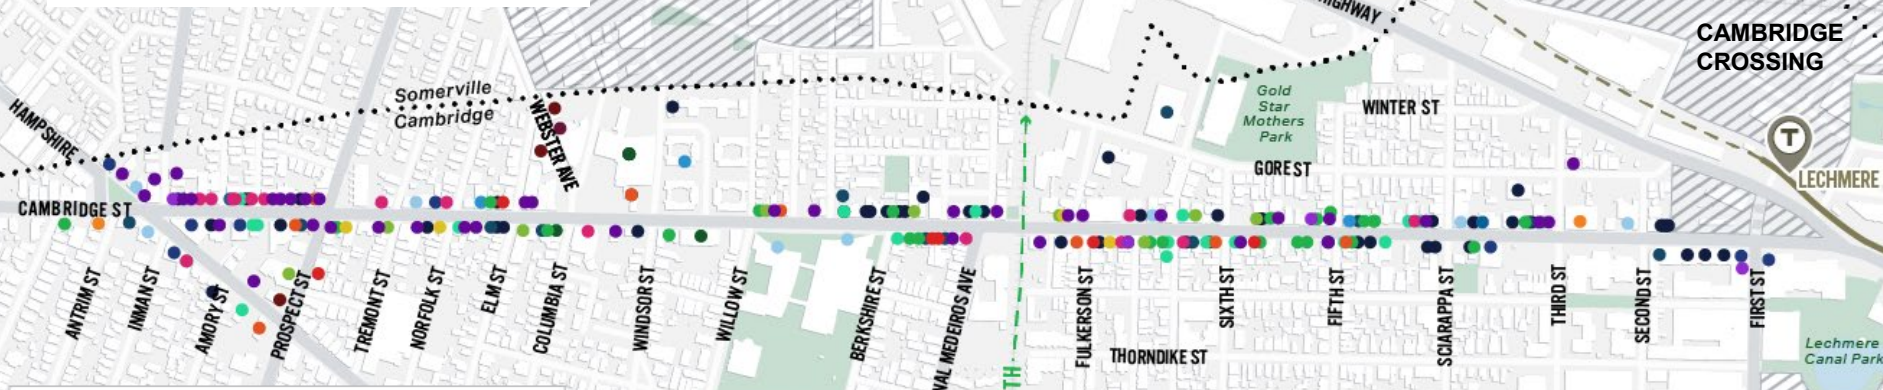 HIGHWAY
CAMBRIDGE
CROSSING
Somerville
Cambridge
HAMPSHIRE
WEBSTER AVE
Gold
Star
Mothers
Park
WINTER ST
T
GORE ST
LECHMERE
CAMBRIDGE ST
ANTRIM ST
INMAN ST
AMORY ST
PROSPECT ST
TREMONT ST
NORFOLK ST
ELM ST
COLUMBIA ST
WINDSOR ST
WILLOW ST
BERKSHIRE ST
NAL MEDEIROS AVE
TH
FULKERSON ST
THORNDIKE ST
SIXTH ST
FIFTH ST
SCIARAPPA ST
THIRD ST
SECOND ST
FIRST ST
Lechmere
Canal Park